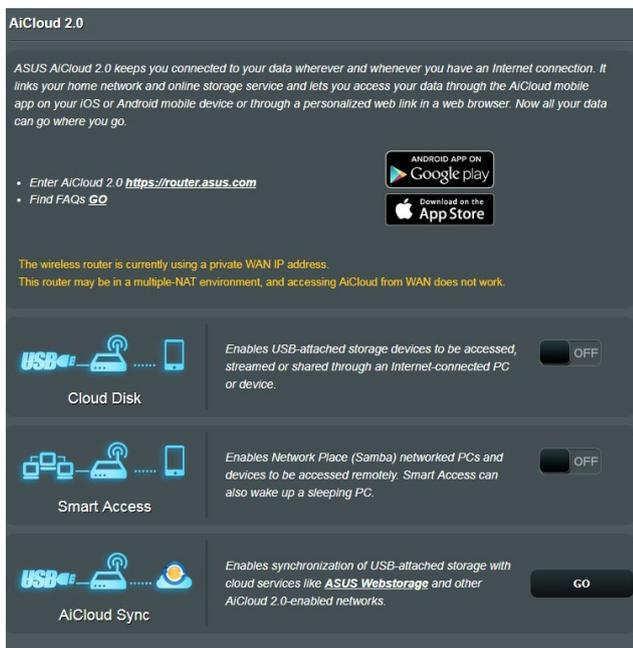 AiCloud 2.0
ASUS AiCloud 2.0 keeps you connected to your data wherever and whenever you have an Internet connection. It
links your home network and online storage service and lets you access your data through the AiCloud mobile
app on your iOS or Android mobile device or through a personalized web link in a web browser. Now all your data
can go where you go.
ANDROID APP ON
Google play
• Enter AiCloud 2.0 https://router.asus.com
• Find FAQs GO
Download on the
App Store
The wireless router is currently using a private WAN IP address.
This router may be in a multiple-NAT environment, and accessing AiCloud from WAN does not work.
USB
Cloud Disk
Enables USB-attached storage devices to be accessed,
streamed or shared through an Internet-connected PC
or device.
OFF
Smart Access
Enables Network Place (Samba) networked PCs and
devices to be accessed remotely. Smart Access can
also wake up a sleeping PC.
OFF
USB
AiCloud Sync
Enables synchronization of USB-attached storage with
cloud services like ASUS Webstorage and other
AiCloud 2.0-enabled networks.
GO